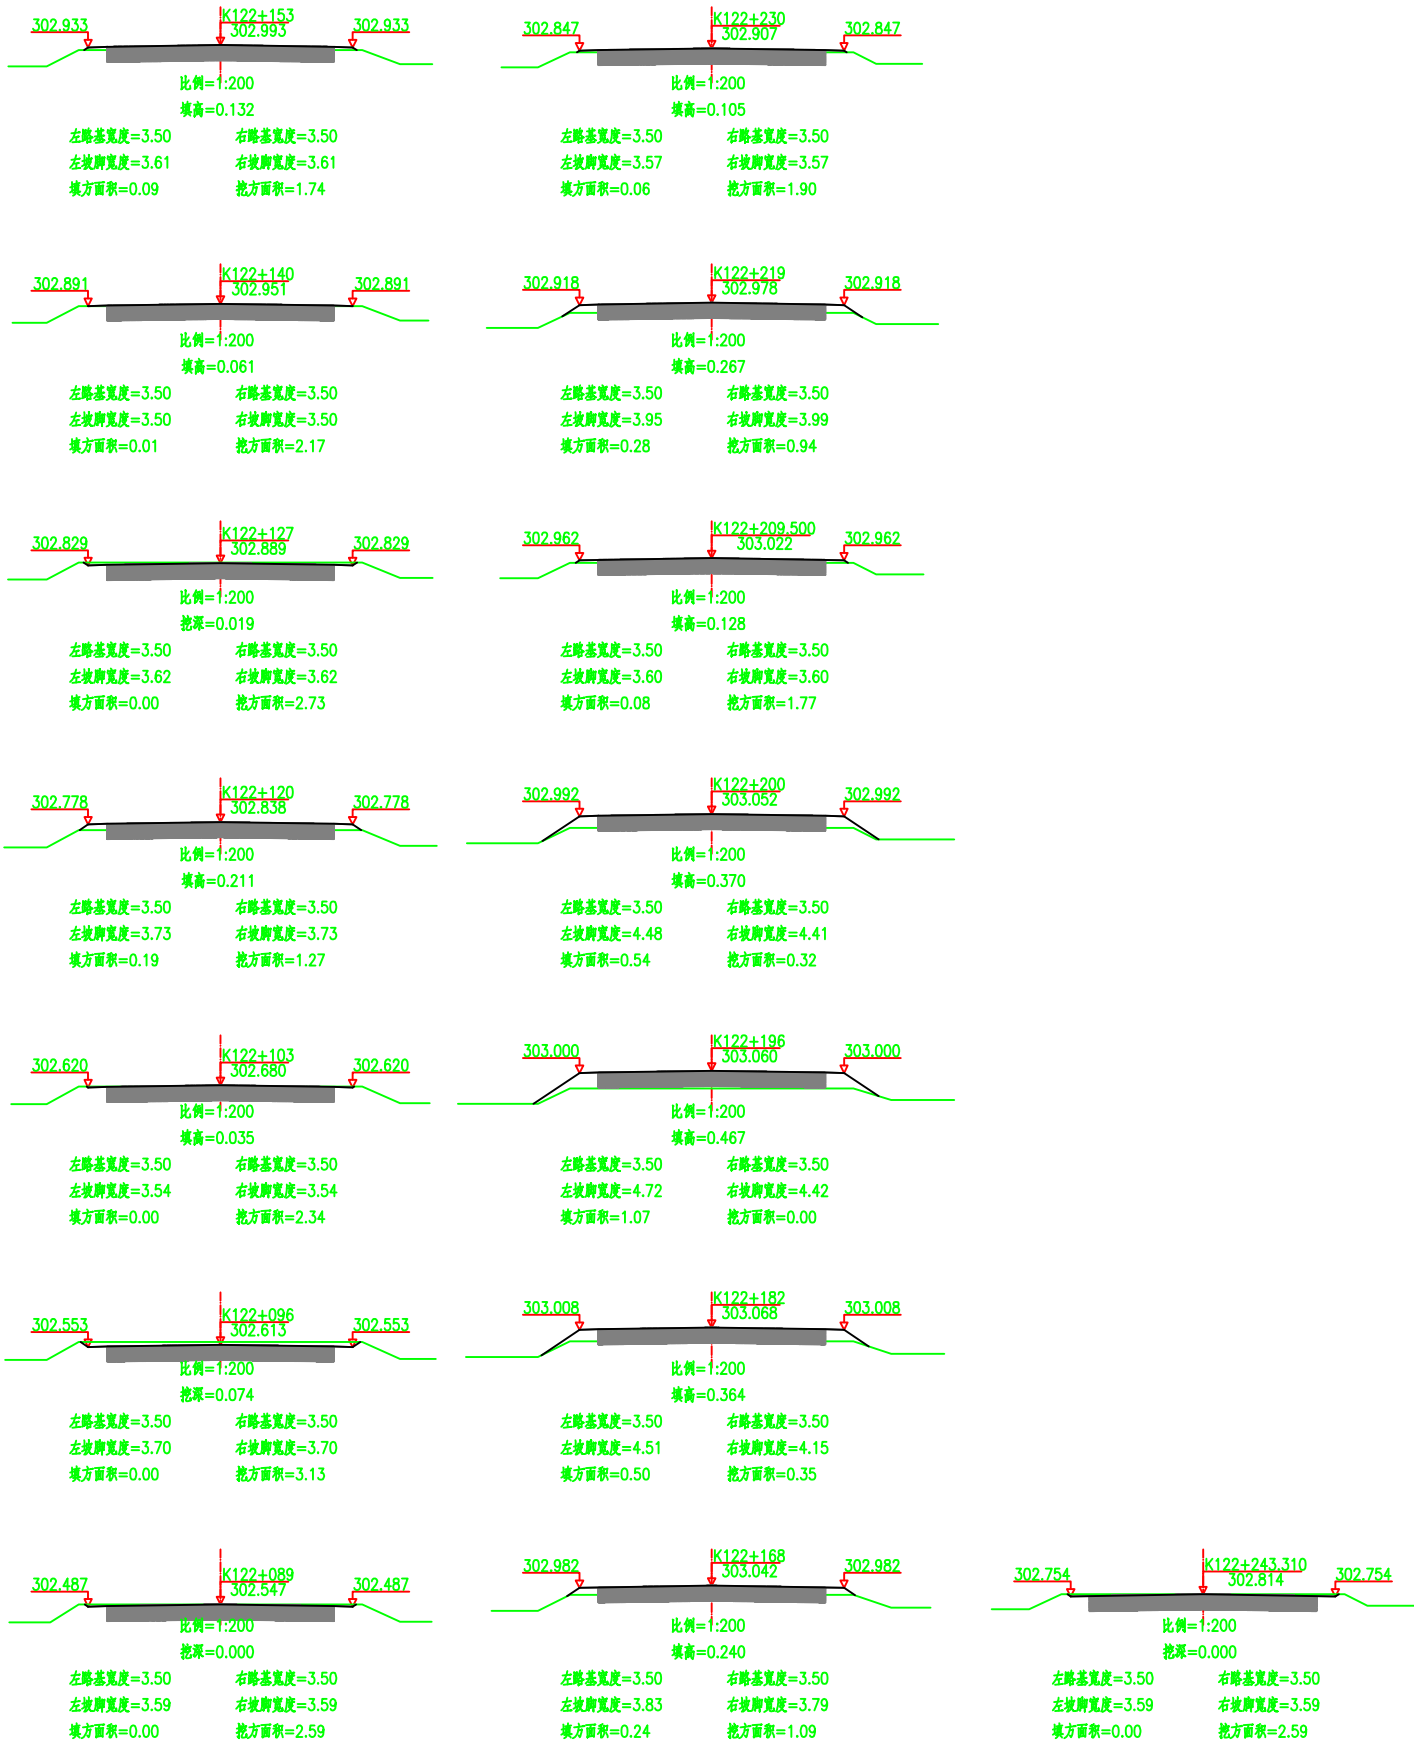 302.933
K122+153
302.993
302.933
比例=1:200
填高=0.132
左路基宽度=3.50 右路基宽度=3.50
左坡脚宽度=3.61 右坡脚宽度=3.61
填方面积=0.09 挖方面积=1.74
302.847
K122+230
302.907
302.847
比例=1:200
填高=0.105
左路基宽度=3.50 右路基宽度=3.50
左坡脚宽度=3.57 右坡脚宽度=3.57
填方面积=0.06 挖方面积=1.90
302.891
K122+140
302.951
302.891
比例=1:200
填高=0.061
左路基宽度=3.50 右路基宽度=3.50
左坡脚宽度=3.50 右坡脚宽度=3.50
填方面积=0.01 挖方面积=2.17
302.918
K122+219
302.978
302.918
比例=1:200
填高=0.267
左路基宽度=3.50 右路基宽度=3.50
左坡脚宽度=3.95 右坡脚宽度=3.99
填方面积=0.28 挖方面积=0.94
302.829
K122+127
302.889
302.829
比例=1:200
挖深=0.019
左路基宽度=3.50 右路基宽度=3.50
左坡脚宽度=3.62 右坡脚宽度=3.62
填方面积=0.00 挖方面积=2.73
302.962
K122+209.500
303.022
302.962
比例=1:200
填高=0.128
左路基宽度=3.50 右路基宽度=3.50
左坡脚宽度=3.60 右坡脚宽度=3.60
填方面积=0.08 挖方面积=1.77
302.778
K122+120
302.838
302.778
比例=1:200
填高=0.211
左路基宽度=3.50 右路基宽度=3.50
左坡脚宽度=3.73 右坡脚宽度=3.73
填方面积=0.19 挖方面积=1.27
302.992
K122+200
303.052
302.992
比例=1:200
填高=0.370
左路基宽度=3.50 右路基宽度=3.50
左坡脚宽度=4.48 右坡脚宽度=4.41
填方面积=0.54 挖方面积=0.32
302.620
K122+103
302.680
302.620
比例=1:200
填高=0.035
左路基宽度=3.50 右路基宽度=3.50
左坡脚宽度=3.54 右坡脚宽度=3.54
填方面积=0.00 挖方面积=2.34
303.000
K122+196
303.060
303.000
比例=1:200
填高=0.467
左路基宽度=3.50 右路基宽度=3.50
左坡脚宽度=4.72 右坡脚宽度=4.42
填方面积=1.07 挖方面积=0.00
302.553
K122+096
302.613
302.553
比例=1:200
挖深=0.074
左路基宽度=3.50 右路基宽度=3.50
左坡脚宽度=3.70 右坡脚宽度=3.70
填方面积=0.00 挖方面积=3.13
303.008
K122+182
303.068
303.008
比例=1:200
填高=0.364
左路基宽度=3.50 右路基宽度=3.50
左坡脚宽度=4.51 右坡脚宽度=4.15
填方面积=0.50 挖方面积=0.35
302.487
K122+089
302.547
302.487
比例=1:200
挖深=0.000
左路基宽度=3.50 右路基宽度=3.50
左坡脚宽度=3.59 右坡脚宽度=3.59
填方面积=0.00 挖方面积=2.59
302.982
K122+168
303.042
302.982
比例=1:200
填高=0.240
左路基宽度=3.50 右路基宽度=3.50
左坡脚宽度=3.83 右坡脚宽度=3.79
填方面积=0.24 挖方面积=1.09
302.754
K122+243.310
302.814
302.754
比例=1:200
挖深=0.000
左路基宽度=3.50 右路基宽度=3.50
左坡脚宽度=3.59 右坡脚宽度=3.59
填方面积=0.00 挖方面积=2.59